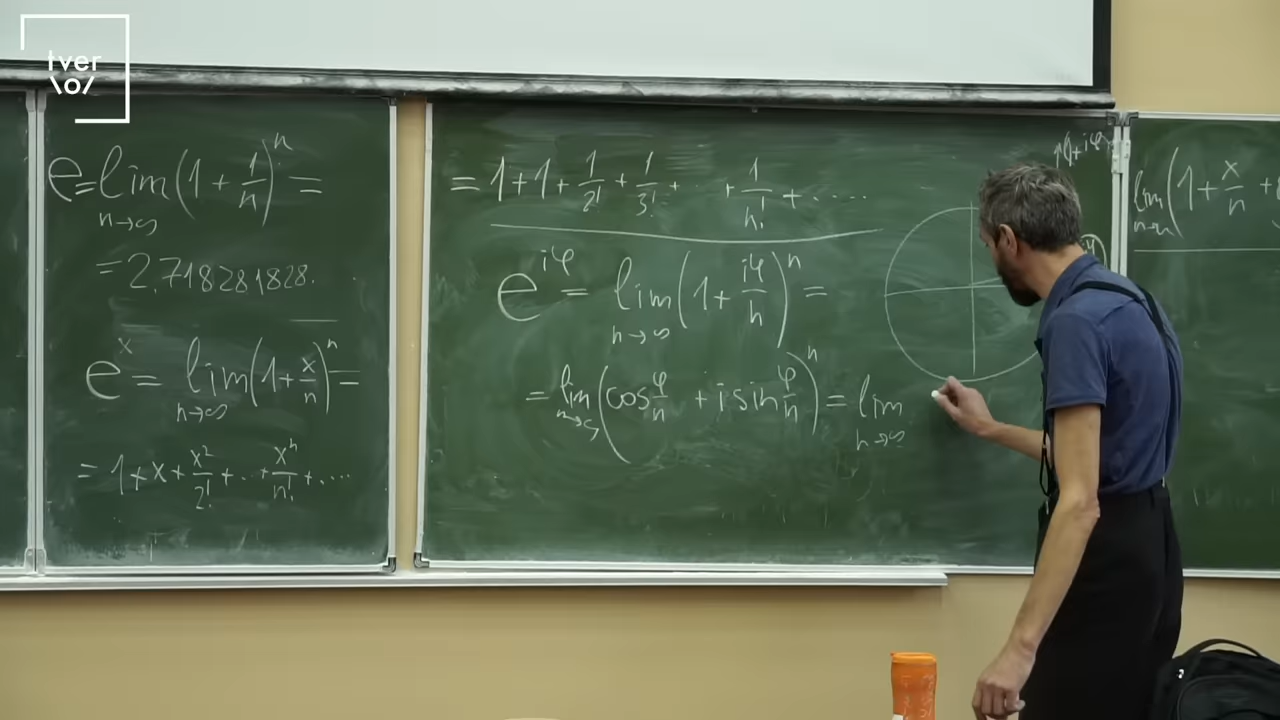 tver
\o/
e = lim n→∞ (1 + 1/n)^n =
= 2,718281828.
e^x = lim n→∞ (1 + x/n)^n =
= 1 + x + x²/2! + .. + x^n/n! + ....
= 1 + 1 + 1/2! + 1/3! + .. + 1/n! + .....
e^iφ = lim n→∞ (1 + iφ/n)^n =
= lim n→∞ (cos φ/n + i sin φ/n)^n = lim n→∞
lim (1 + x/n +